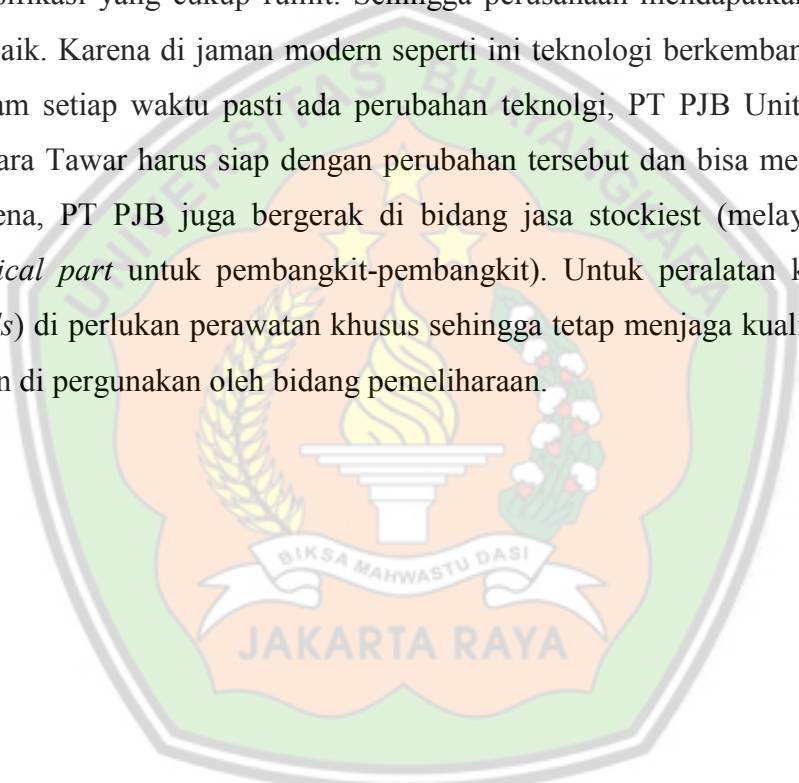 yang cukup rumit. Sehingga perusahaan mendapatkan
Karena di jaman modern seperti ini teknologi berkemban
setiap waktu pasti ada perubahan teknolgi, PT PJB Unit
ara Tawar harus siap dengan perubahan tersebut dan bisa me
ena, PT PJB juga bergerak di bidang jasa stockiest (melay
ical part untuk pembangkit-pembangkit). Untuk peralatan k
ls) di perlukan perawatan khusus sehingga tetap menjaga kuali
n di pergunakan oleh bidang pemeliharaan.
UNIVERSITAS BHAYANGKARA
BIKSA MAHWASTU DASI
JAKARTA RAYA